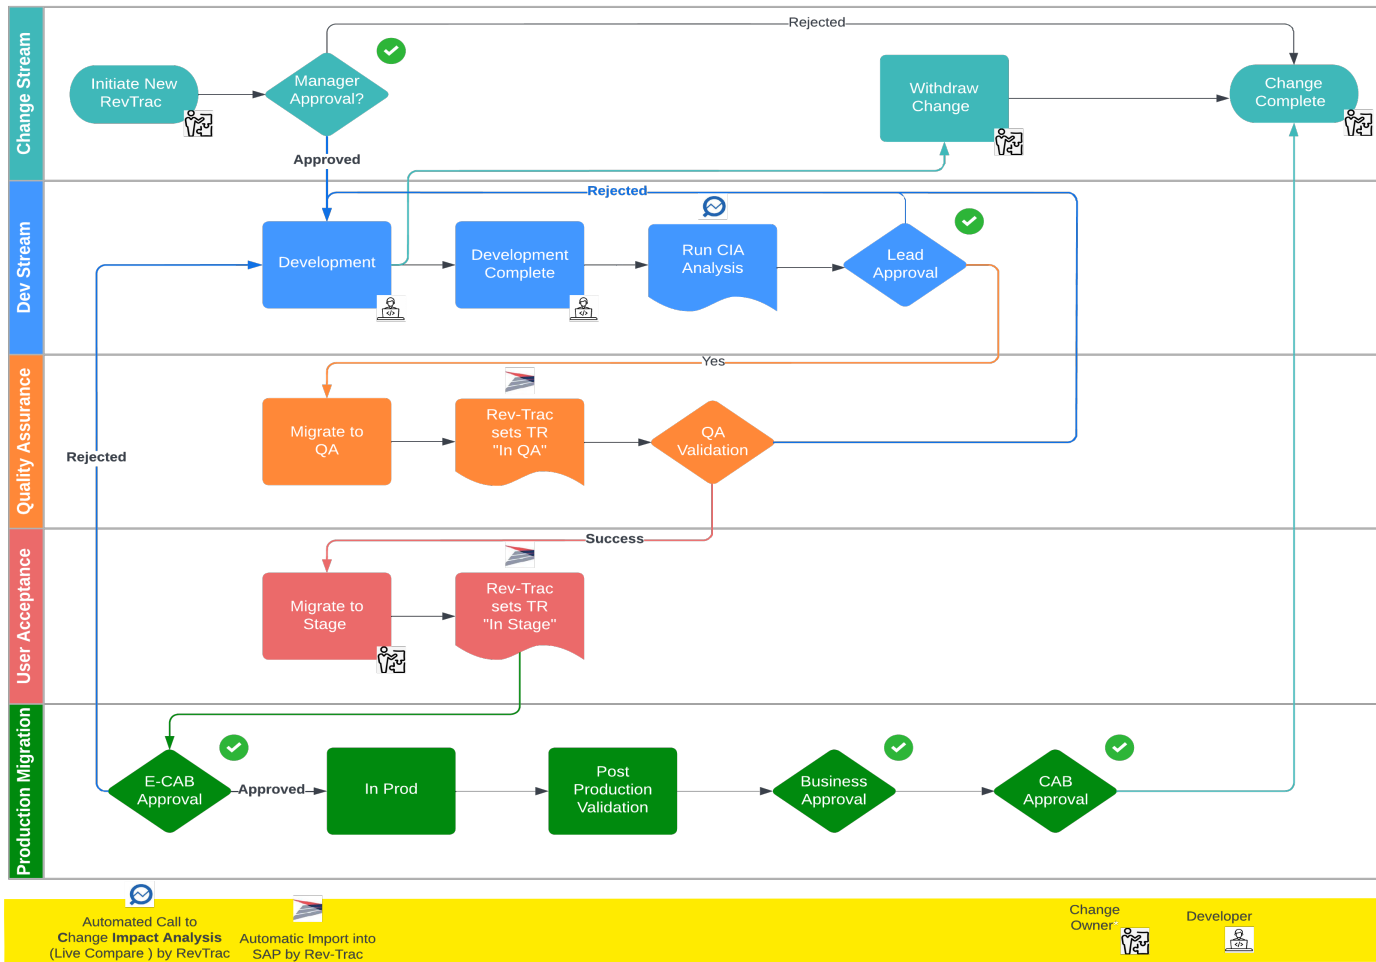 Change Stream
Rejected
Initiate New
RevTrac
Manager
Approval?
Withdraw
Change
Change
Complete
Approved
Dev Stream
Rejected
Development
Development
Complete
Run CIA
Analysis
Lead
Approval
Quality Assurance
Yes
Migrate to
QA
Rev-Trac
sets TR
"In QA"
QA
Validation
Rejected
User Acceptance
Success
Migrate to
Stage
Rev-Trac
sets TR
"In Stage"
Production Migration
E-CAB
Approval
Approved
In Prod
Post
Production
Validation
Business
Approval
CAB
Approval
Automated Call to
Change Impact Analysis
(Live Compare ) by RevTrac
Automatic Import into
SAP by Rev-Trac
Change
Owner
Developer